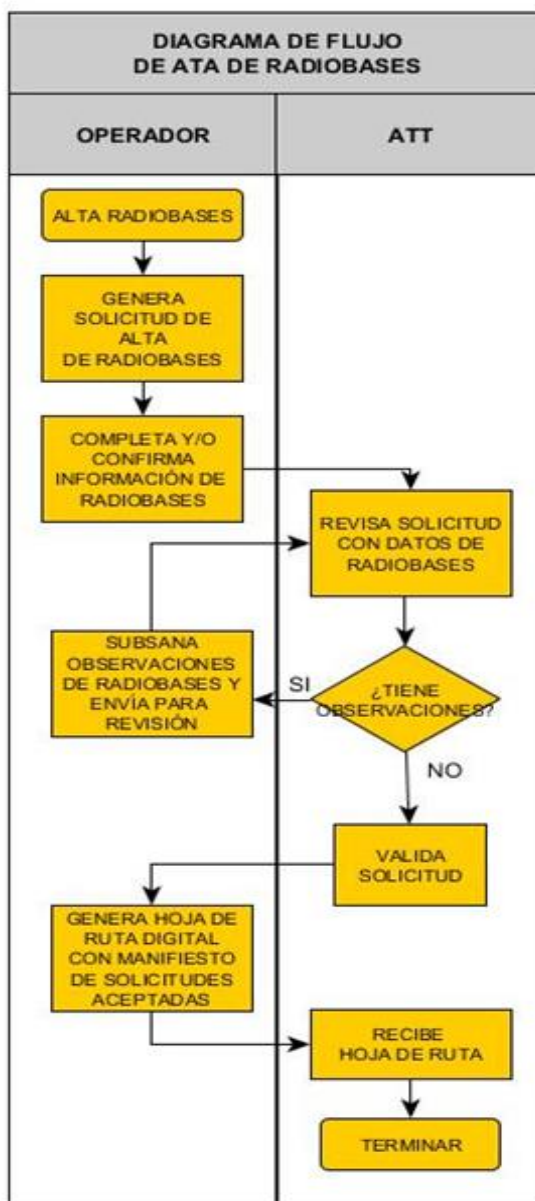 DIAGRAMA DE FLUJO
DE ATA DE RADIOBASES
OPERADOR
ATT
ALTA RADIOBASES
GENERA
SOLICITUD DE
ALTA
DE RADIOBASES
COMPLETA Y/O
CONFIRMA
INFORMACIÓN DE
RADIOBASES
REVISA SOLICITUD
CON DATOS DE
RADIOBASES
¿TIENE
OBSERVACIONES?
SI
SUBSANA
OBSERVACIONES
DE RADIOBASES Y
ENVÍA PARA
REVISIÓN
NO
VALIDA
SOLICITUD
GENERA HOJA DE
RUTA DIGITAL
CON MANIFIESTO
DE SOLICITUDES
ACEPTADAS
RECIBE
HOJA DE RUTA
TERMINAR